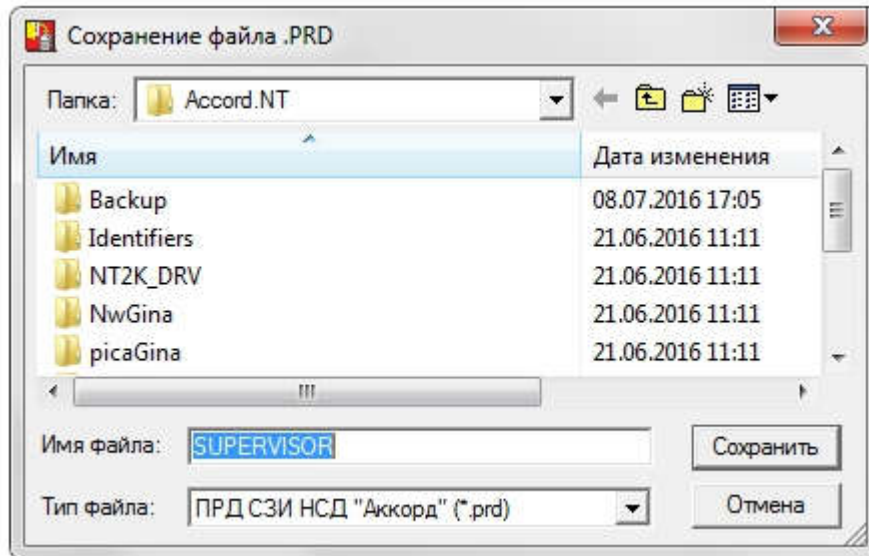 Сохранение файла .PRD
Папка: Accord.NT
Имя Дата изменения
Backup 08.07.2016 17:05
Identifiers 21.06.2016 11:11
NT2K_DRV 21.06.2016 11:11
NwGina 21.06.2016 11:11
picaGina 21.06.2016 11:11
Имя файла: SUPERVISOR Сохранить
Тип файла: ПРД СЗИ НСД "Аккорд" (*.prd) Отмена